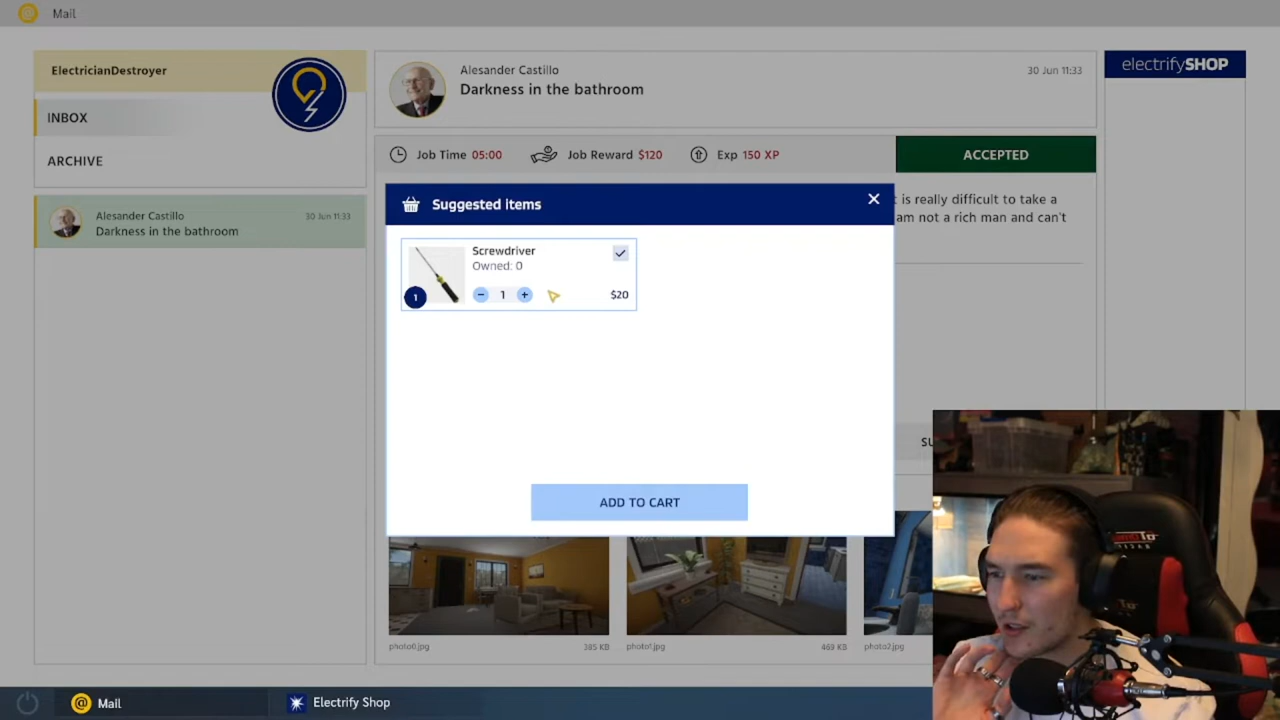 Mail
ElectricianDestroyer
INBOX
ARCHIVE
Alesander Castillo
30 Jun 11:33
Darkness in the bathroom
Alesander Castillo
30 Jun 11:33
Darkness in the bathroom
electrifySHOP
Job Time 05:00
Job Reward $120
Exp 150 XP
ACCEPTED
is really difficult to take a
am not a rich man and can't
Suggested items
Screwdriver
Owned: 0
1
1
$20
ADD TO CART
photo0.jpg
385 KB
photo1.jpg
469 KB
photo2.jpg
Mail
Electrify Shop